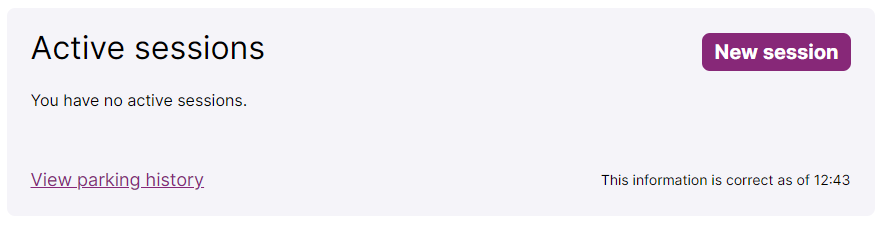 Active sessions
New session
You have no active sessions.
View parking history
This information is correct as of 12:43